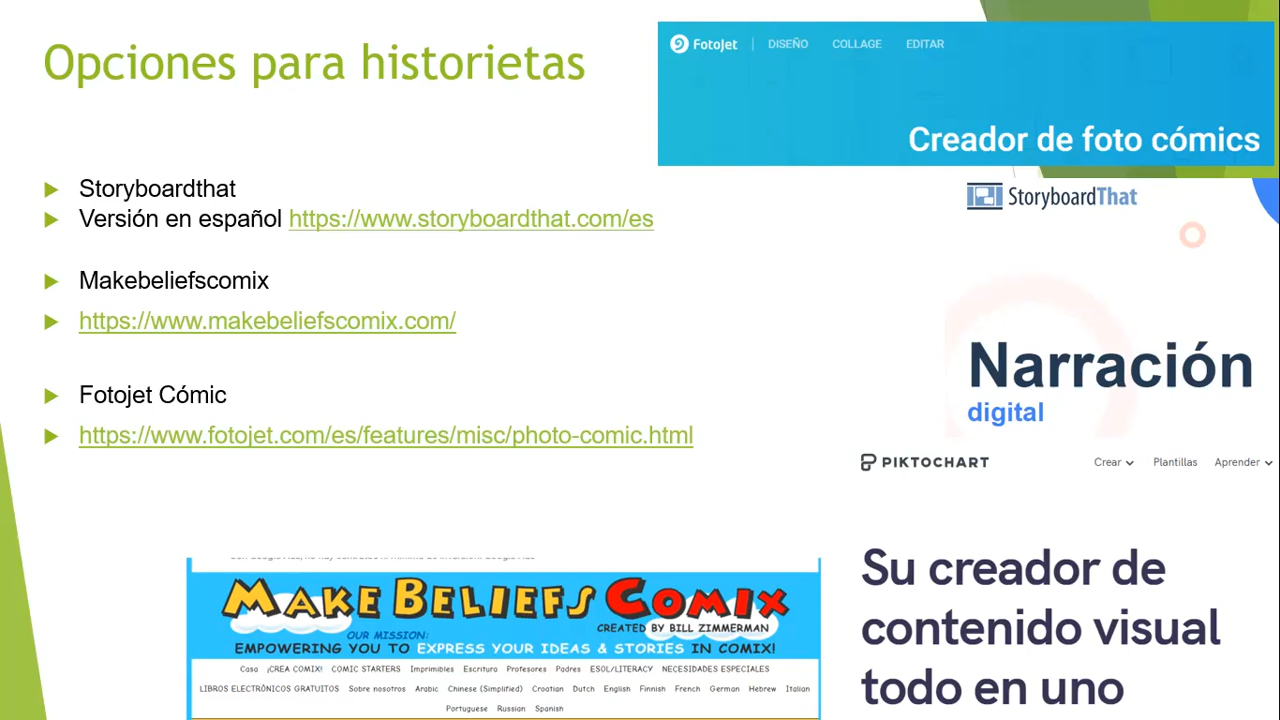 Opciones para historietas
Storyboardthat
Versión en español https://www.storyboardthat.com/es
Makebeliefscomix
https://www.makebeliefscomix.com/
Fotojet Cómic
https://www.fotojet.com/es/features/misc/photo-comic.html
FotoJet | DISEÑO COLLAGE EDITAR
Creador de foto cómics
StoryboardThat
Narración
digital
PIKTOCHART Crear Plantillas Aprender
Su creador de
contenido visual
todo en uno
MAKE BELIEFS COMIX
CREATED BY BILL ZIMMERMAN
OUR MISSION:
EMPOWERING YOU TO EXPRESS YOUR IDEAS & STORIES IN COMIX!
Casa ¡CREA COMIX! COMIC STARTERS Imprimibles Escritura Profesores Padres ESOL/LITERACY NECESIDADES ESPECIALES
LIBROS ELECTRÓNICOS GRATUITOS Sobre nosotros Arabic Chinese (Simplified) Croatian Dutch English Finnish French German Hebrew Italian
Portuguese Russian Spanish